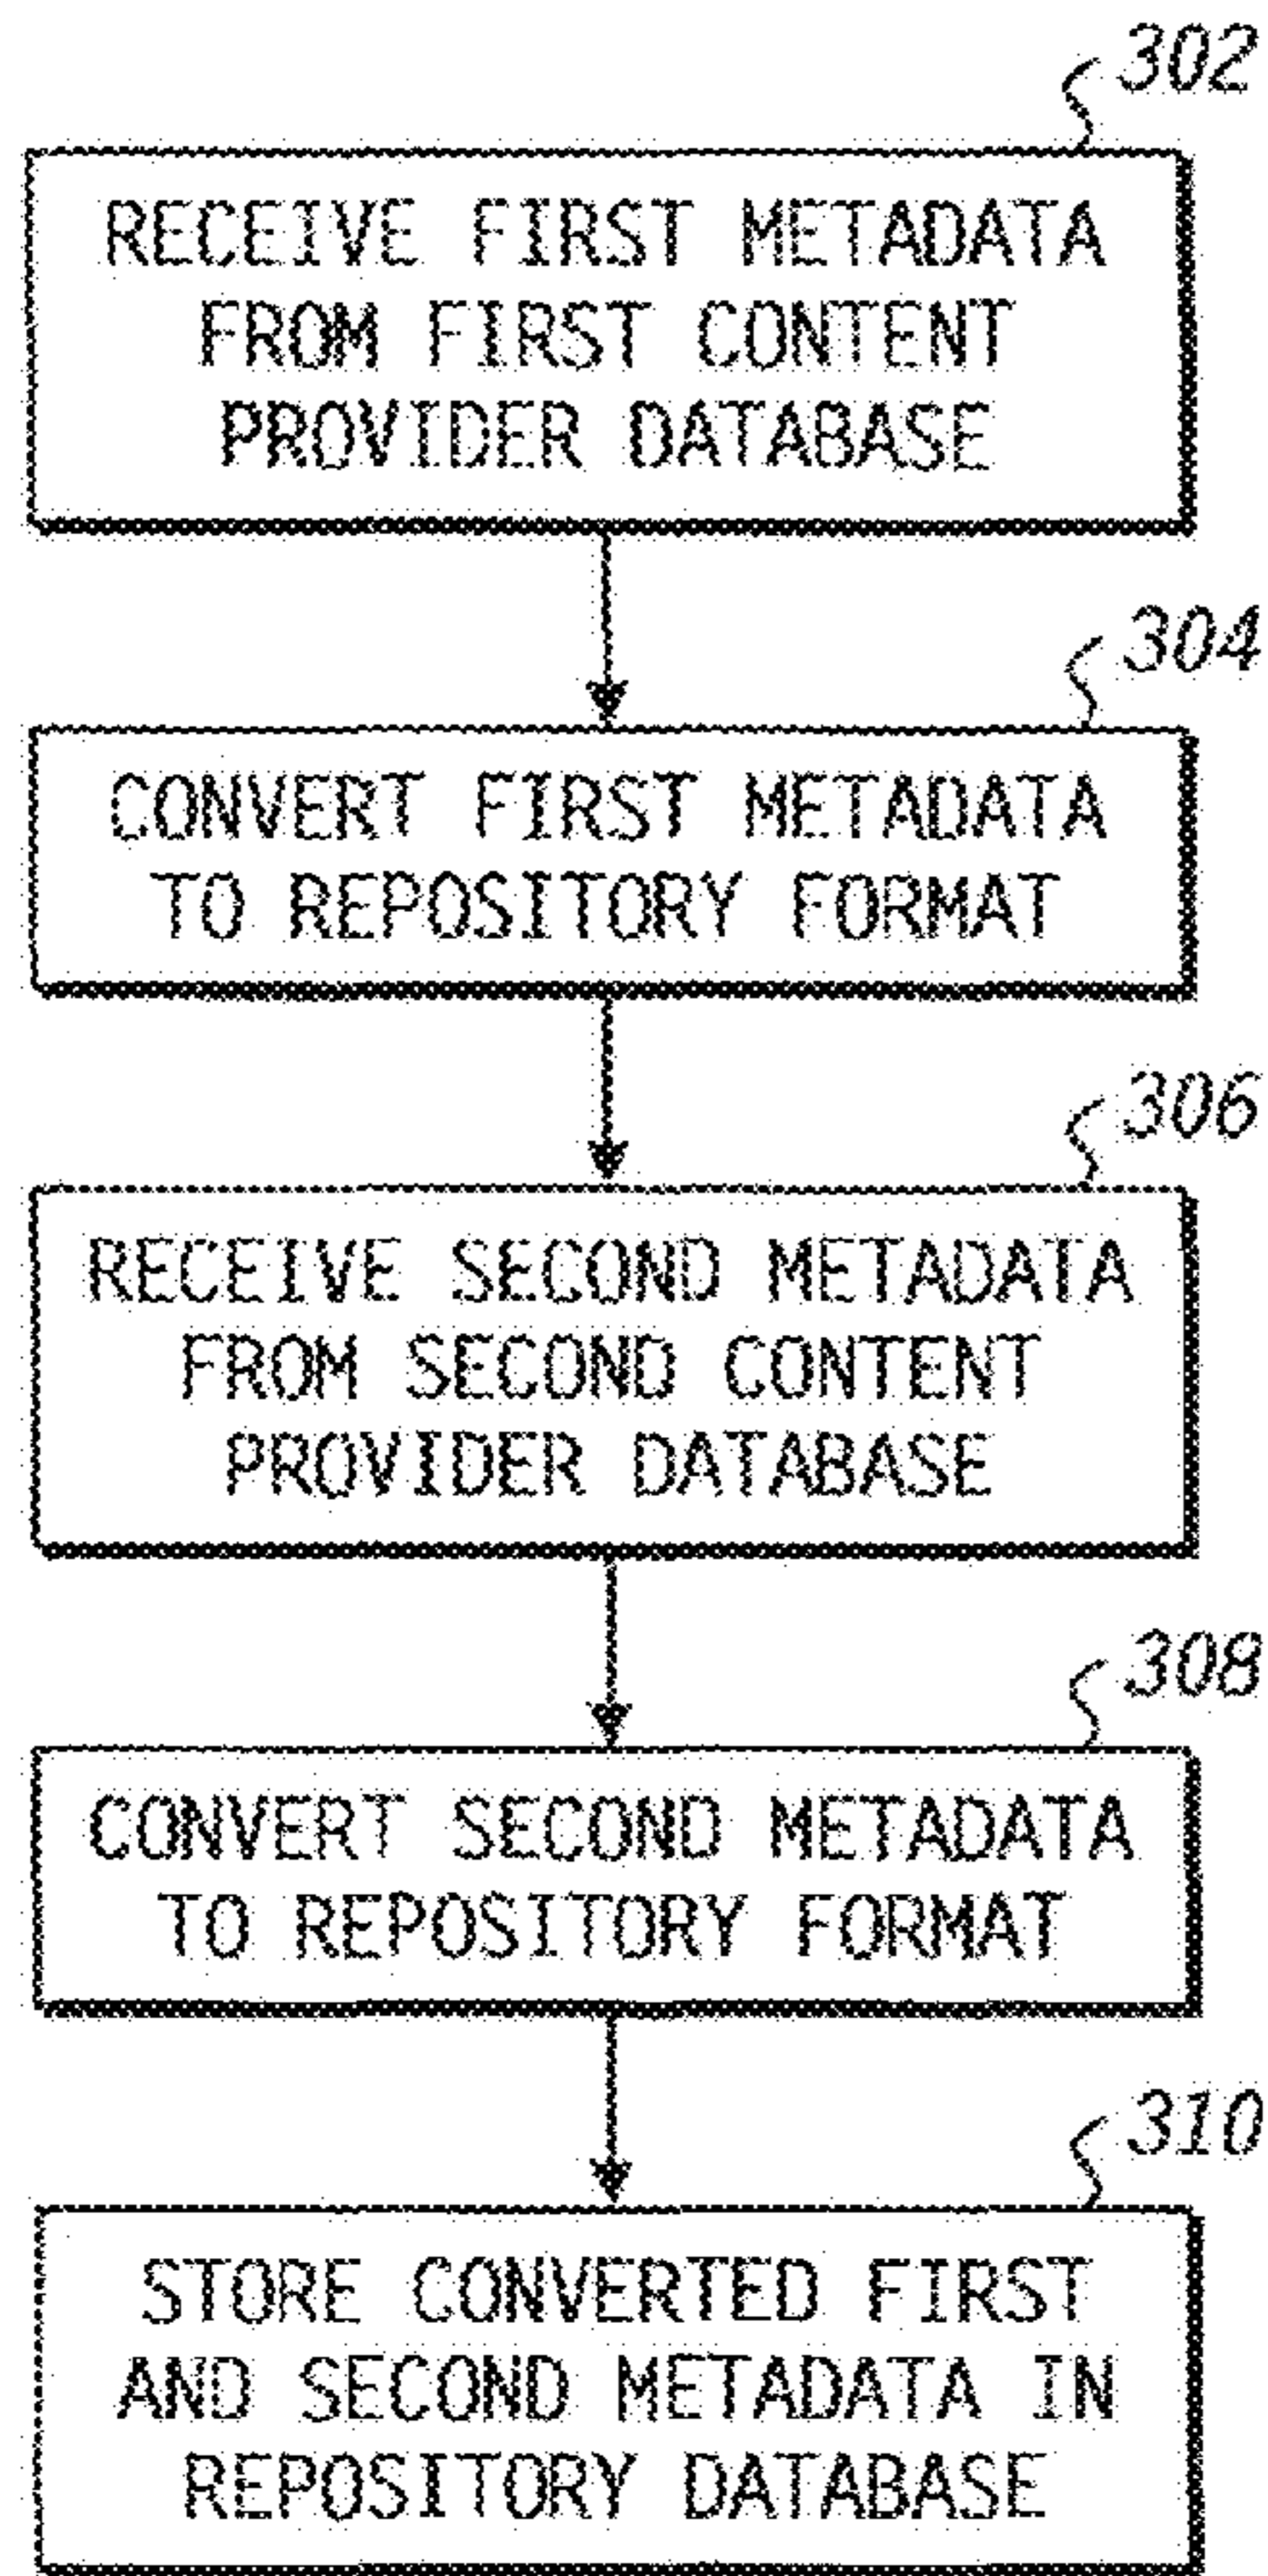 302
RECEIVE FIRST METADATA
FROM FIRST CONTENT
PROVIDER DATABASE
304
CONVERT FIRST METADATA
TO REPOSITORY FORMAT
306
RECEIVE SECOND METADATA
FROM SECOND CONTENT
PROVIDER DATABASE
308
CONVERT SECOND METADATA
TO REPOSITORY FORMAT
310
STORE CONVERTED FIRST
AND SECOND METADATA IN
REPOSITORY DATABASE